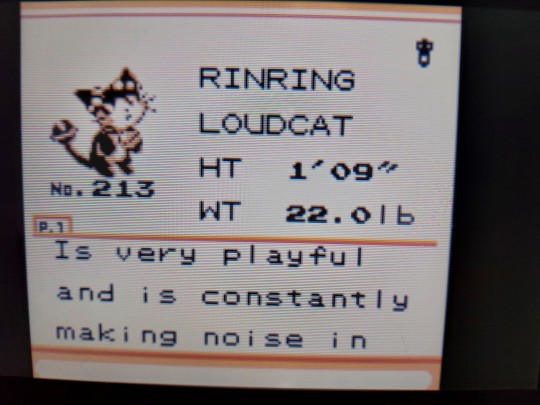 RINRING
LOUDCAT
HT 1'09"
No.213
WT 22.0lb
P.1
Is very playful
and is constantly
making noise in